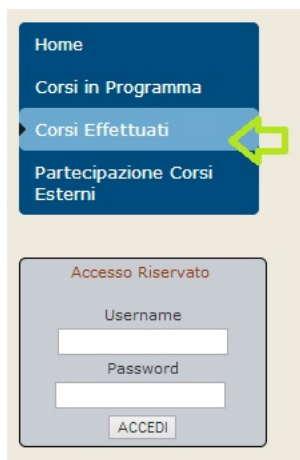 Home
Corsi in Programma
Corsi Effettuati
Partecipazione Corsi
Esterni
Accesso Riservato
Username
Password
ACCEDI